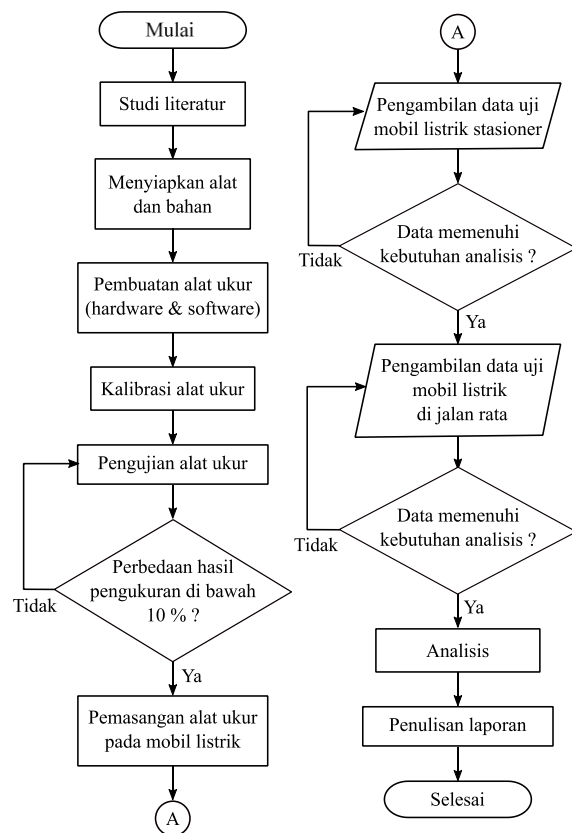 Mulai
Studi literatur
Menyiapkan alat
dan bahan
Pembuatan alat ukur
(hardware & software)
Kalibrasi alat ukur
Pengujian alat ukur
Perbedaan hasil
pengukuran di bawah
10 % ?
Tidak
Ya
Pemasangan alat ukur
pada mobil listrik
A
A
Pengambilan data uji
mobil listrik stasioner
Data memenuhi
kebutuhan analisis ?
Tidak
Ya
Pengambilan data uji
mobil listrik
di jalan rata
Data memenuhi
kebutuhan analisis ?
Tidak
Ya
Analisis
Penulisan laporan
Selesai